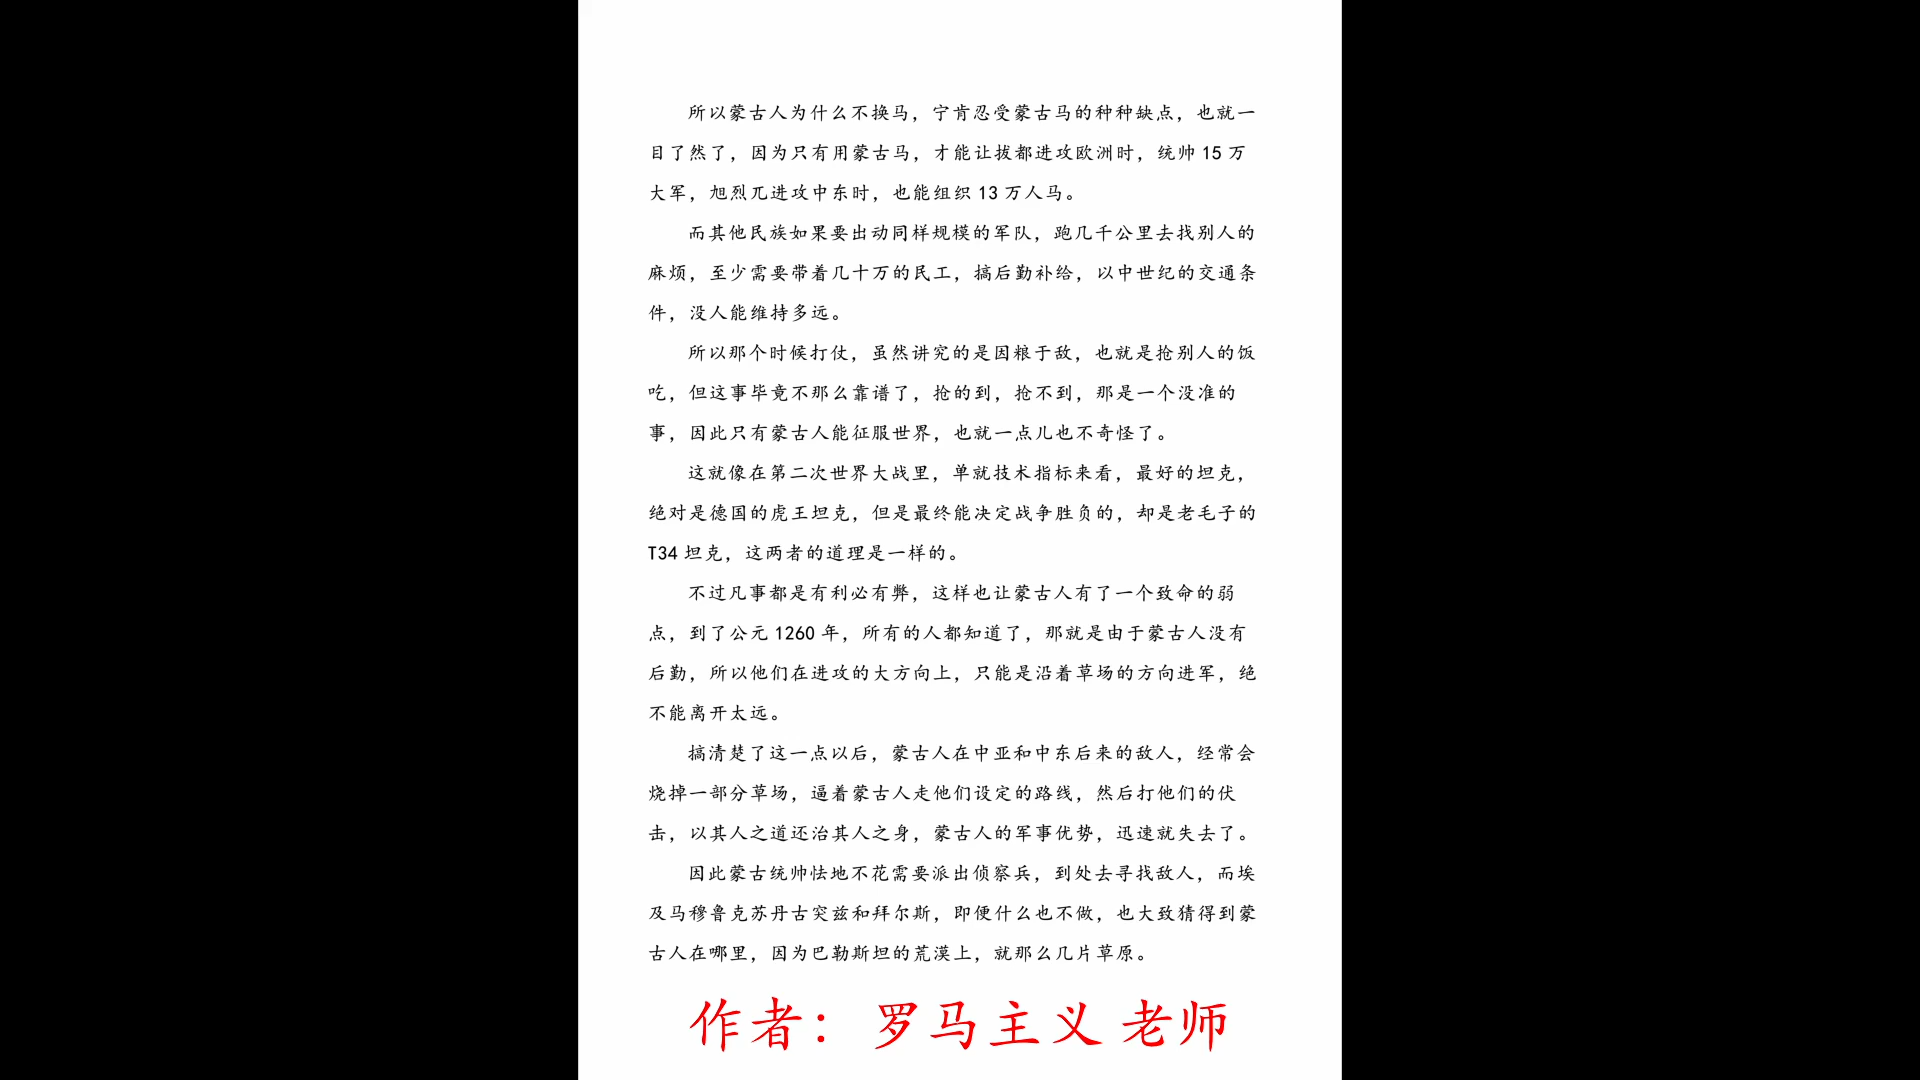 所以蒙古人为什么不换马，宁肯忍受蒙古马的种种缺点，也就一
目了然了，因为只有用蒙古马，才能让拔都进攻欧洲时，统帅 15 万
大军，旭烈兀进攻中东时，也能组织 13 万人马。
而其他民族如果要出动同样规模的军队，跑几千公里去找别人的
麻烦，至少需要带着几十万的民工，搞后勤补给，以中世纪的交通条
件，没人能维持多远。
所以那个时候打仗，虽然讲究的是因粮于敌，也就是抢别人的饭
吃，但这事毕竟不那么靠谱了，抢的到，抢不到，那是一个没准的
事，因此只有蒙古人能征服世界，也就一点儿也不奇怪了。
这就像在第二次世界大战里，单就技术指标来看，最好的坦克，
绝对是德国的虎王坦克，但是最终能决定战争胜负的，却是老毛子的
T34 坦克，这两者的道理是一样的。
不过凡事都是有利必有弊，这样也让蒙古人有了一个致命的弱
点，到了公元 1260 年，所有的人都知道了，那就是由于蒙古人没有
后勤，所以他们在进攻的大方向上，只能是沿着草场的方向进军，绝
不能离开太远。
搞清楚了这一点以后，蒙古人在中亚和中东后来的敌人，经常会
烧掉一部分草场，逼着蒙古人走他们设定的路线，然后打他们的伏
击，以其人之道还治其人之身，蒙古人的军事优势，迅速就失去了。
因此蒙古统帅怯地不花需要派出侦察兵，到处去寻找敌人，而埃
及马穆鲁克苏丹古突兹和拜尔斯，即便什么也不做，也大致猜得到蒙
古人在哪里，因为巴勒斯坦的荒漠上，就那么几片草原。
作者：罗马主义 老师